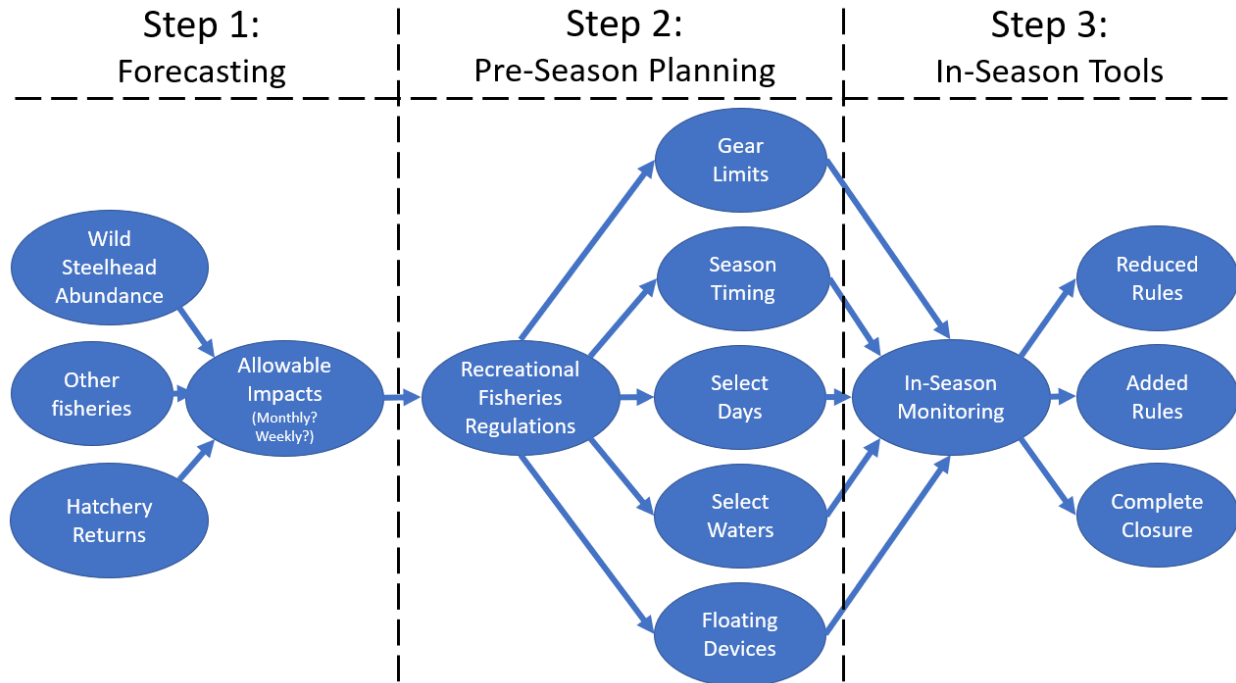 Step 1:
Forecasting
Step 2:
Pre-Season Planning
Step 3:
In-Season Tools
Wild
Steelhead
Abundance
Other
fisheries
Hatchery
Returns
Allowable
Impacts
(Monthly?
Weekly?)
Recreational
Fisheries
Regulations
Gear
Limits
Season
Timing
Select
Days
Select
Waters
Floating
Devices
In-Season
Monitoring
Reduced
Rules
Added
Rules
Complete
Closure